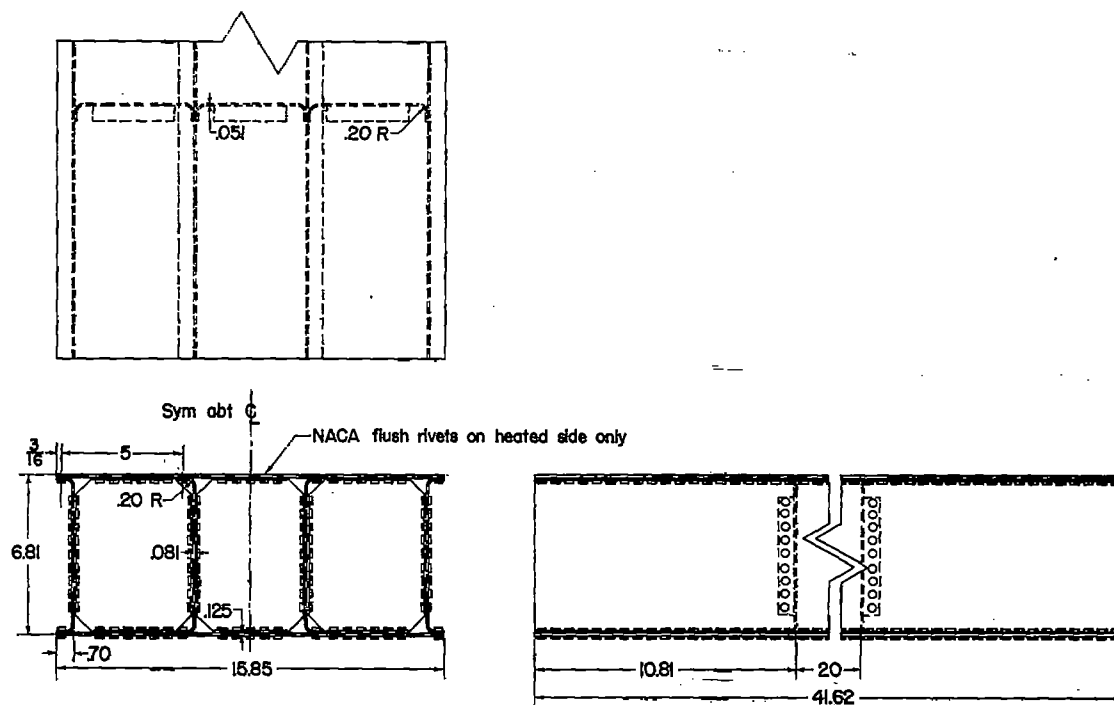 .051
.20 R
Sym abt ℄
NACA flush rivets on heated side only
3/16
5
.20 R
6.81
.081
.125
.70
15.85
10.81
20
41.62